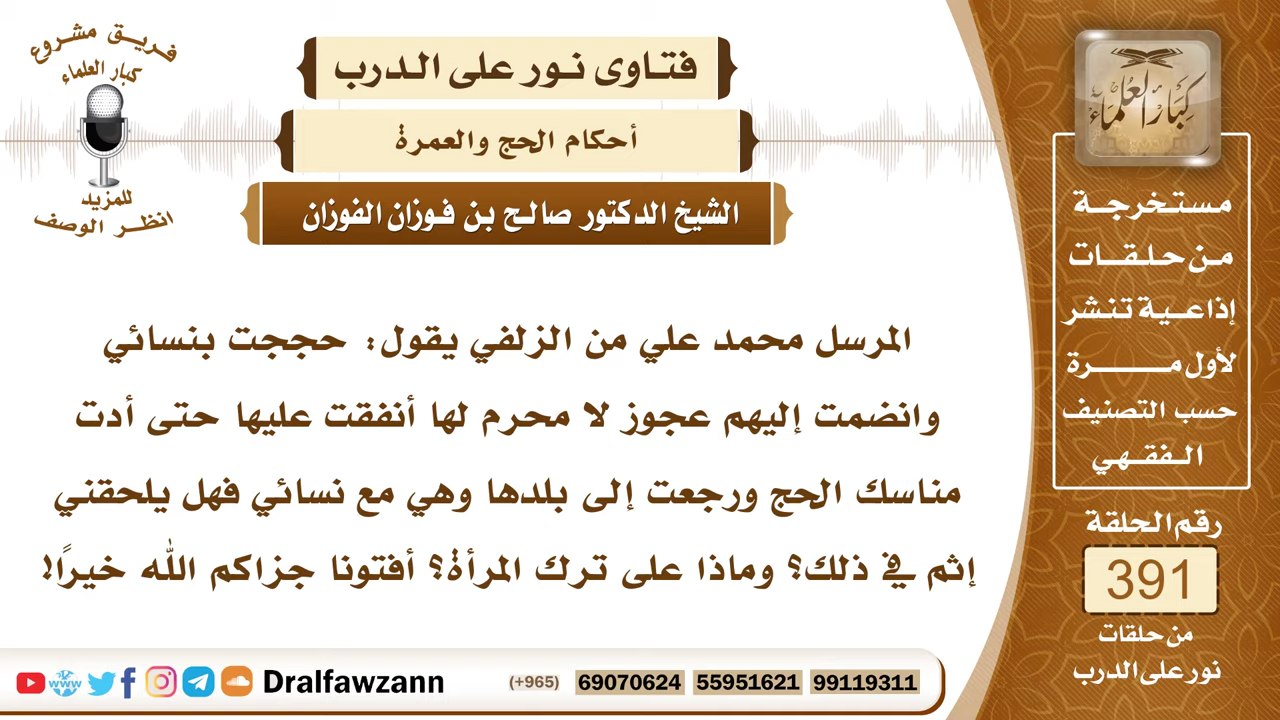 فريق مشروع
كبار العلماء
للمزيد
انظر الوصف
فتاوى نور على الدرب
أحكام الحج والعمرة
الشيخ الدكتور صالح بن فوزان الفوزان
المرسل محمد علي من الزلفي يقول: حججت بنسائي
وانضمت إليهم عجوز لا محرم لها أنفقت عليها حتى أدت
مناسك الحج ورجعت إلى بلدها وهي مع نسائي فهل يلحقني
إثم في ذلك؟ وماذا على ترك المرأة؟ أفتونا جزاكم الله خيرًا!
كبار العلماء
مستخرجة
من حلقات
إذاعية تنشر
لأول مرة
حسب التصنيف
الفقهي
رقم الحلقة
391
من حلقات
نور على الدرب
www Dralfawzann (+965) 69070624 55951621 99119311